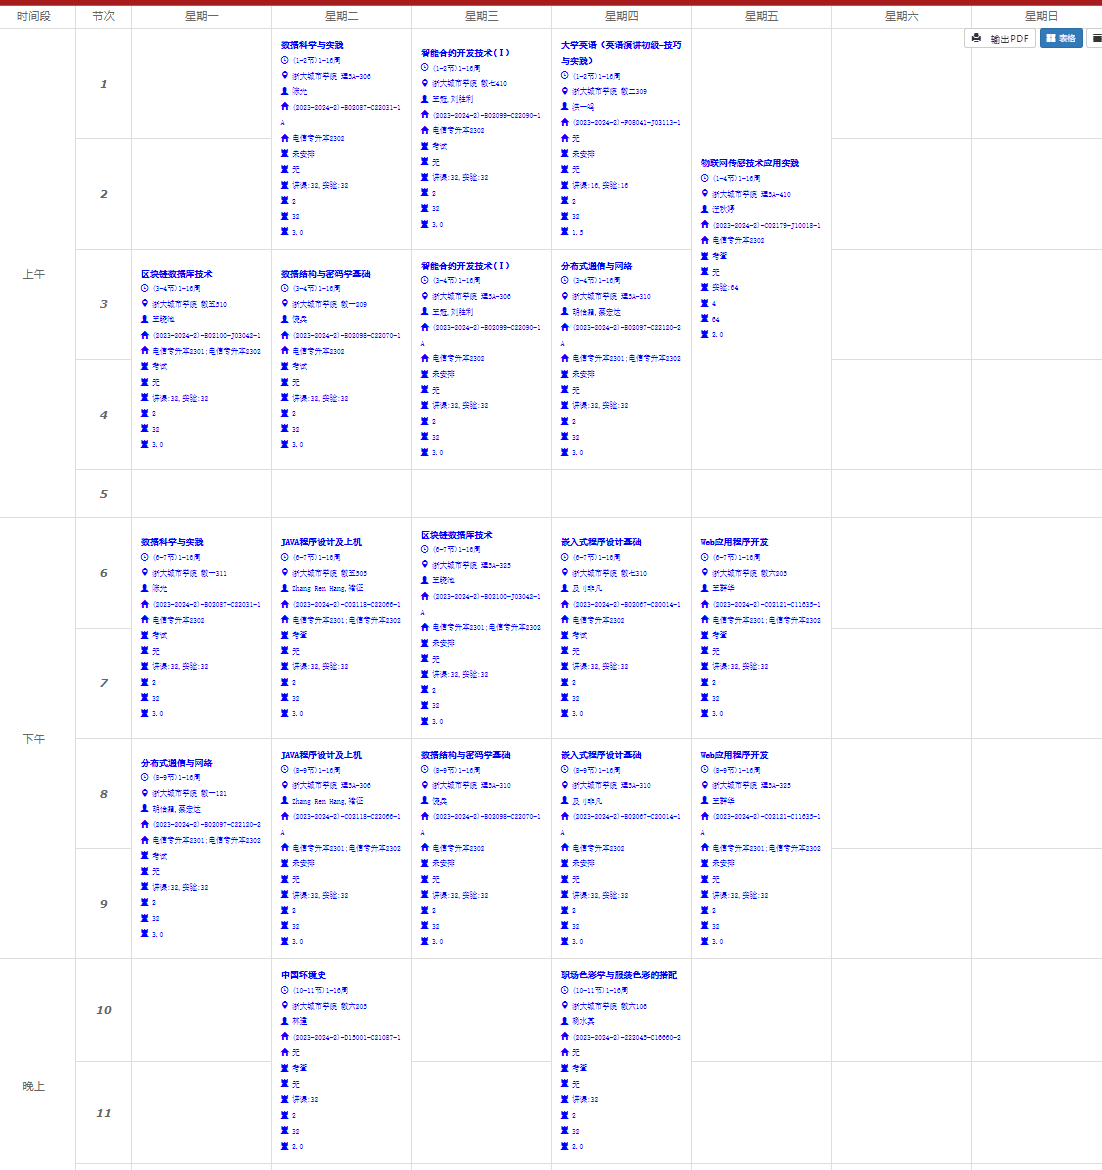 时间段
节次
星期一
星期二
星期三
星期四
星期五
星期六
星期日
输出PDF
表格
上午
1
数据科学与实践
(1-2节)1-16周
浙大城市学院 理5A-306
陈光
(2023-2024-2)-B02087-C22031-1
A
电信专升本2302
未安排
无
讲课:32,实验:32
2
32
3.0
智能合约开发技术(I)
(1-2节)1-16周
浙大城市学院 教七410
王冠,刘胜利
(2023-2024-2)-B02099-C22090-1
电信专升本2302
考试
无
讲课:32,实验:32
2
32
3.0
大学英语（英语演讲初级-技巧
与实践）
(1-2节)1-16周
浙大城市学院 教二309
洪一鸣
(2023-2024-2)-P08041-J03113-1
无
未安排
无
讲课:16,实验:16
2
32
1.5
物联网传感技术应用实践
(1-4节)1-16周
浙大城市学院 理5A-410
(2023-2024-2)-C02179-J10018-1
电信专升本2302
考查
无
实验:64
4
64
2.0
2
3
区块链数据库技术
(3-4节)1-16周
浙大城市学院 教五510
王晓旭
(2023-2024-2)-B02100-J03042-1
电信专升本2301;电信专升本2302
考试
无
讲课:32,实验:32
2
32
3.0
数据结构与密码学基础
(3-4节)1-16周
浙大城市学院 教一209
(2023-2024-2)-B02098-C22070-1
电信专升本2302
考试
无
讲课:32,实验:32
2
32
3.0
智能合约开发技术(I)
(3-4节)1-16周
浙大城市学院 理5A-306
王冠,刘胜利
(2023-2024-2)-B02099-C22090-1
A
电信专升本2302
未安排
无
讲课:32,实验:32
2
32
3.0
分布式通信与网络
(3-4节)1-16周
浙大城市学院 理5A-310
胡怡,蔡宏达
(2023-2024-2)-B02097-C22120-2
A
电信专升本2301;电信专升本2302
未安排
无
讲课:32,实验:32
2
32
3.0
4
5
下午
6
数据科学与实践
(6-7节)1-16周
浙大城市学院 教一311
陈光
(2023-2024-2)-B02087-C22031-1
电信专升本2302
考试
无
讲课:32,实验:32
2
32
3.0
JAVA程序设计及上机
(6-7节)1-16周
浙大城市学院 教五505
Zhang Ren Hang,褚征
(2023-2024-2)-C02118-C22066-1
电信专升本2301;电信专升本2302
考查
无
讲课:32,实验:32
2
32
3.0
区块链数据库技术
(6-7节)1-16周
浙大城市学院 理5A-325
王晓旭
(2023-2024-2)-B02100-J03042-1
A
电信专升本2301;电信专升本2302
未安排
无
讲课:32,实验:32
2
32
3.0
嵌入式程序设计基础
(6-7节)1-16周
浙大城市学院 教七310
(2023-2024-2)-B02067-C20014-1
电信专升本2302
考试
无
讲课:32,实验:32
2
32
3.0
Web应用程序开发
(6-7节)1-16周
浙大城市学院 教六205
王群华
(2023-2024-2)-C02121-C11635-1
电信专升本2301;电信专升本2302
考查
无
讲课:32,实验:32
2
32
3.0
7
8
分布式通信与网络
(8-9节)1-16周
浙大城市学院 教一121
胡怡,蔡宏达
(2023-2024-2)-B02097-C22120-2
电信专升本2301;电信专升本2302
考试
无
讲课:32,实验:32
2
32
3.0
JAVA程序设计及上机
(8-9节)1-16周
浙大城市学院 理5A-306
Zhang Ren Hang,褚征
(2023-2024-2)-C02118-C22066-1
A
电信专升本2301;电信专升本2302
未安排
无
讲课:32,实验:32
2
32
3.0
数据结构与密码学基础
(8-9节)1-16周
浙大城市学院 理5A-310
(2023-2024-2)-B02098-C22070-1
A
电信专升本2302
未安排
无
讲课:32,实验:32
2
32
3.0
嵌入式程序设计基础
(8-9节)1-16周
浙大城市学院 理5A-310
(2023-2024-2)-B02067-C20014-1
A
电信专升本2302
未安排
无
讲课:32,实验:32
2
32
3.0
Web应用程序开发
(8-9节)1-16周
浙大城市学院 理5A-325
王群华
(2023-2024-2)-C02121-C11635-1
A
电信专升本2301;电信专升本2302
未安排
无
讲课:32,实验:32
2
32
3.0
9
晚上
10
中国环境史
(10-11节)1-16周
浙大城市学院 教六205
(2023-2024-2)-D15001-C21087-1
无
考查
无
讲课:32
2
32
2.0
职场色彩学与服装色彩的搭配
(10-11节)1-16周
浙大城市学院 教六106
杨水英
(2023-2024-2)-222045-C16660-2
无
考查
无
讲课:32
2
32
2.0
11